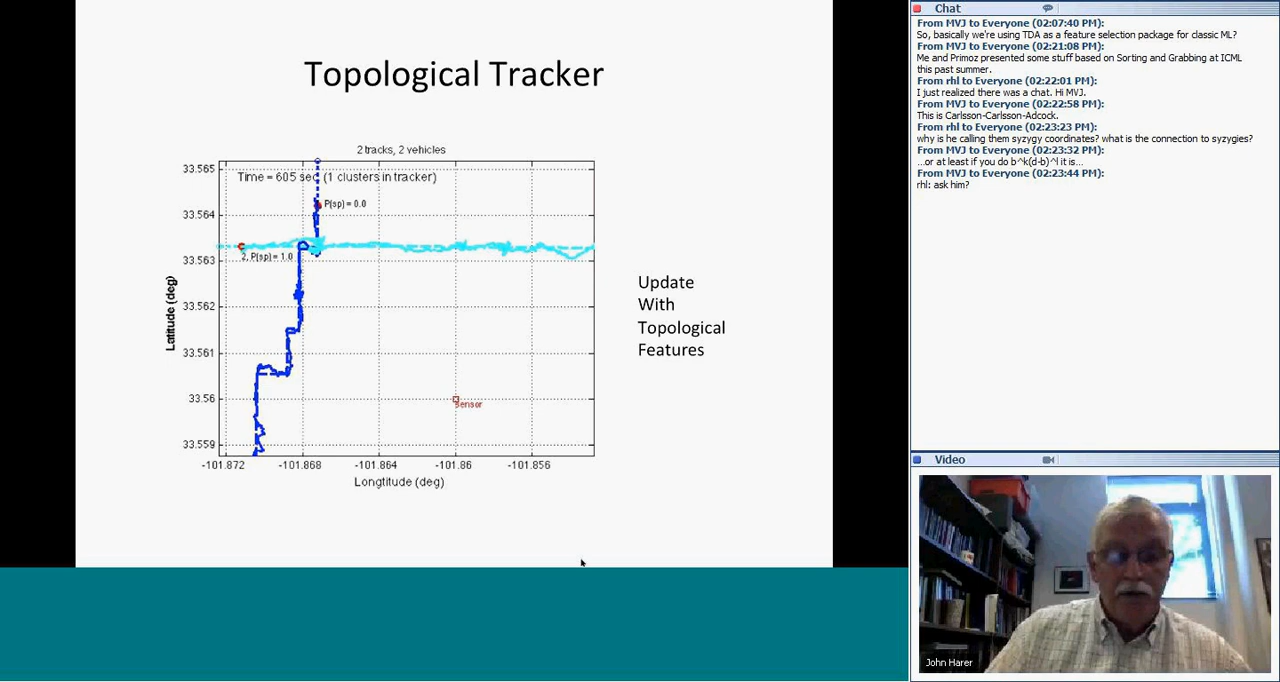 Topological Tracker
2 tracks, 2 vehicles
Time = 605 sec (1 clusters in tracker)
P(sp) = 0.0
2, P(sp) = 1.0
Sensor
33.565
33.564
33.563
33.562
33.561
33.56
33.559
Latitude (deg)
-101.872
-101.868
-101.864
-101.86
-101.856
Longtitude (deg)
Update
With
Topological
Features
Chat
From MVJ to Everyone (02:07:40 PM):
So, basically we're using TDA as a feature selection package for classic ML?
From MVJ to Everyone (02:21:08 PM):
Me and Primoz presented some stuff based on Sorting and Grabbing at ICML
this past summer.
From rhl to Everyone (02:22:01 PM):
I just realized there was a chat. Hi MVJ.
From MVJ to Everyone (02:22:58 PM):
This is Carlsson-Carlsson-Adcock.
From rhl to Everyone (02:23:23 PM):
why is he calling them syzygy coordinates? what is the connection to syzygies?
From MVJ to Everyone (02:23:32 PM):
...or at least if you do b^k(d-b)^l it is...
From MVJ to Everyone (02:23:44 PM):
rhl: ask him?
Video
John Harer